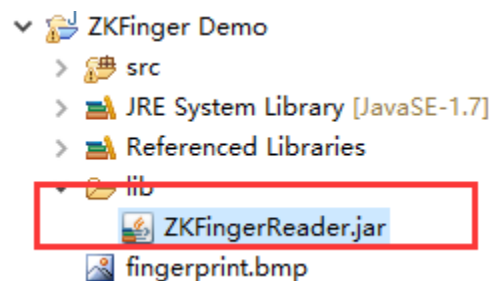 ZKFinger Demo
src
JRE System Library [JavaSE-1.7]
Referenced Libraries
lib
ZKFingerReader.jar
fingerprint.bmp